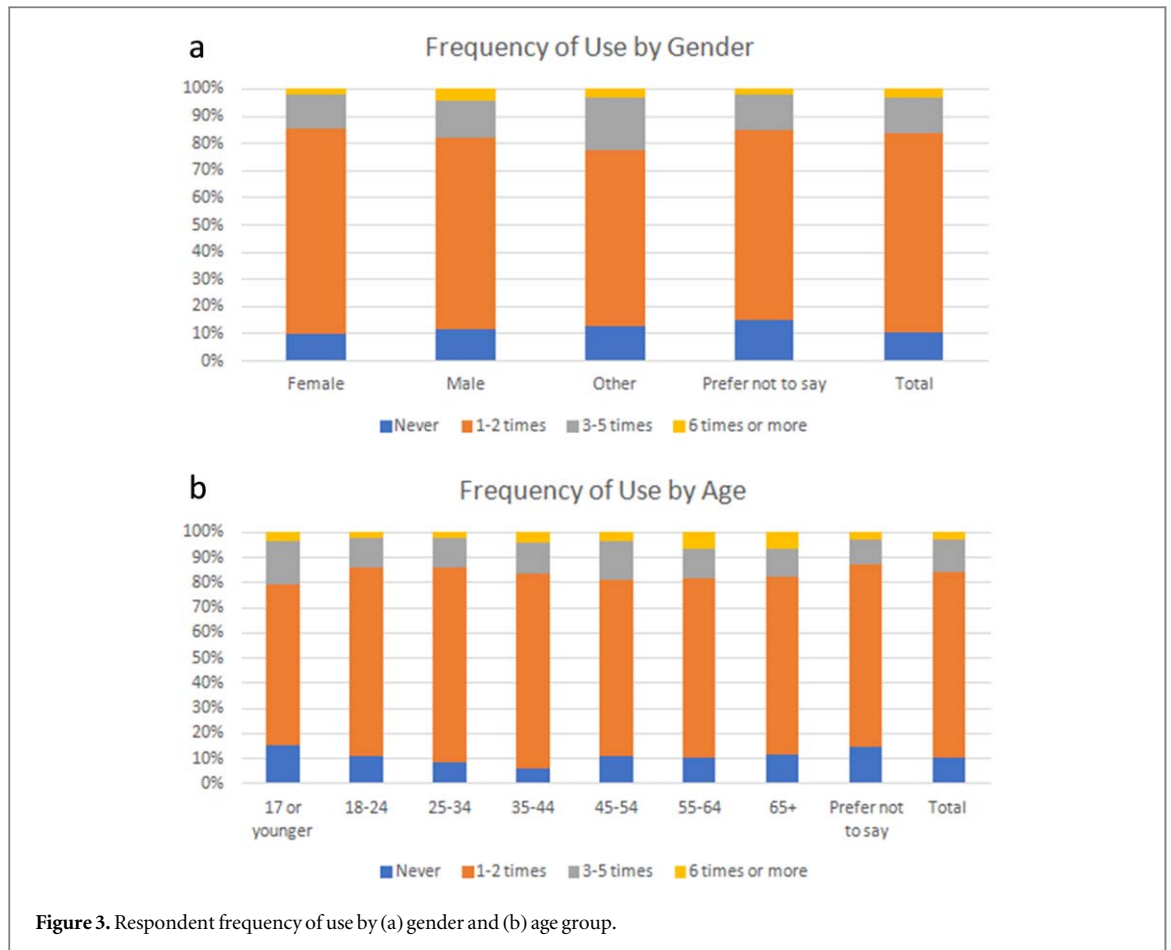 a
Frequency of Use by Gender
100%
90%
80%
70%
60%
50%
40%
30%
20%
10%
0%
Female Male Other Prefer not to say Total
Never 1-2 times 3-5 times 6 times or more
b
Frequency of Use by Age
100%
90%
80%
70%
60%
50%
40%
30%
20%
10%
0%
17 or younger 18-24 25-34 35-44 45-54 55-64 65+ Prefer not to say Total
Never 1-2 times 3-5 times 6 times or more
Figure 3. Respondent frequency of use by (a) gender and (b) age group.